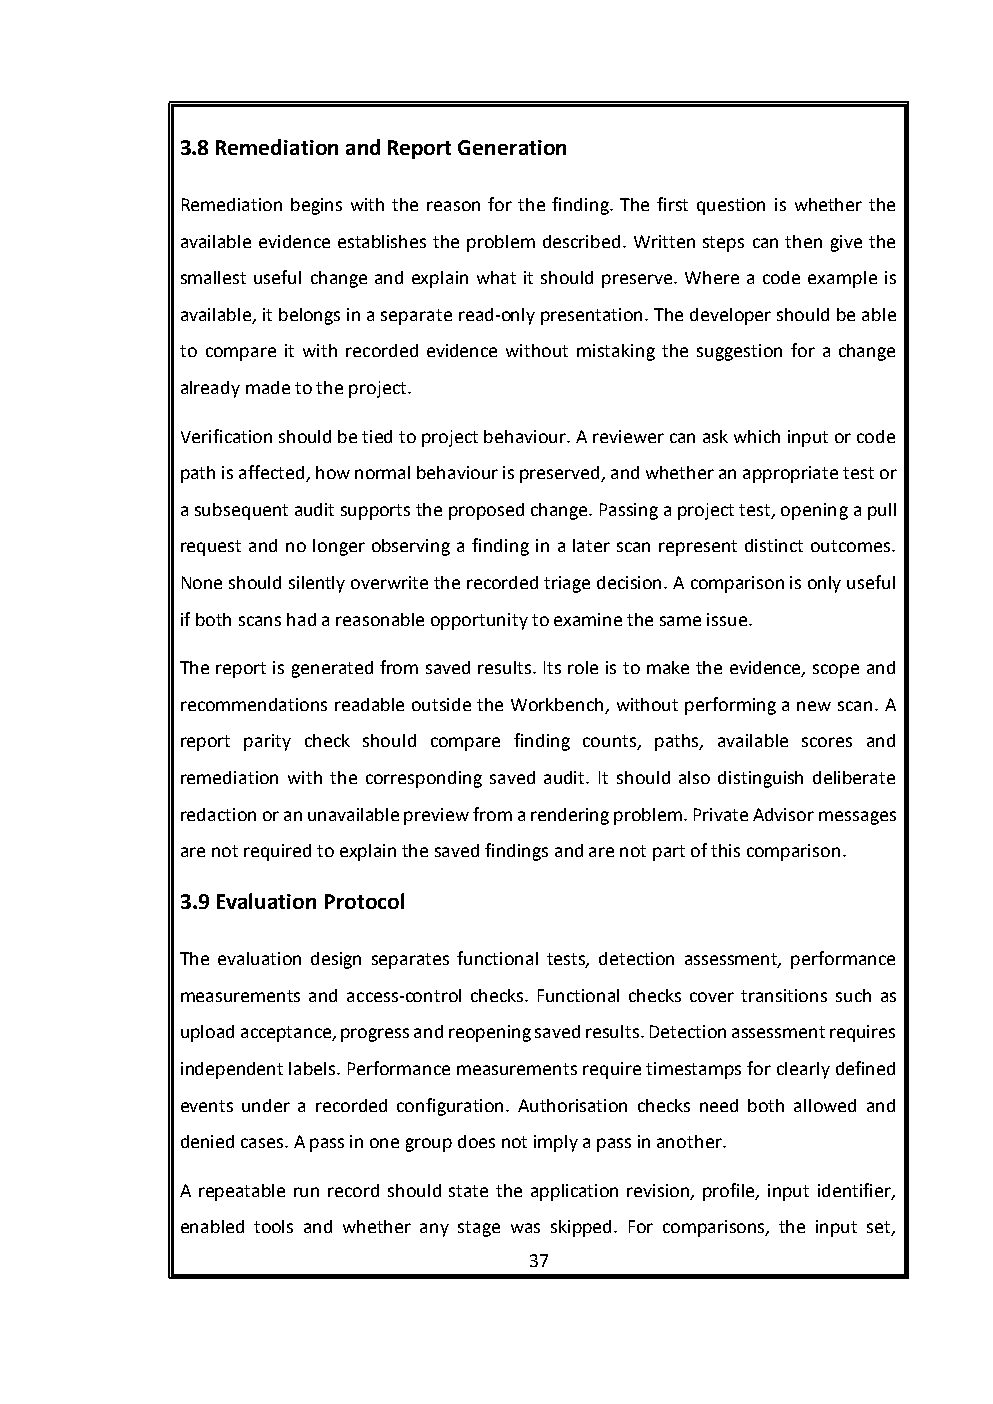 3.8 Remediation and Report Generation
Remediation begins with the reason for the finding. The first question is whether the
available evidence establishes the problem described. Written steps can then give the
smallest useful change and explain what it should preserve. Where a code example is
available, it belongs in a separate read-only presentation. The developer should be able
to compare it with recorded evidence without mistaking the suggestion for a change
already made to the project.
Verification should be tied to project behaviour. A reviewer can ask which input or code
path is affected, how normal behaviour is preserved, and whether an appropriate test or
a subsequent audit supports the proposed change. Passing a project test, opening a pull
request and no longer observing a finding in a later scan represent distinct outcomes.
None should silently overwrite the recorded triage decision. A comparison is only useful
if both scans had a reasonable opportunity to examine the same issue.
The report is generated from saved results. Its role is to make the evidence, scope and
recommendations readable outside the Workbench, without performing a new scan. A
report parity check should compare finding counts, paths, available scores and
remediation with the corresponding saved audit. It should also distinguish deliberate
redaction or an unavailable preview from a rendering problem. Private Advisor messages
are not required to explain the saved findings and are not part of this comparison.
3.9 Evaluation Protocol
The evaluation design separates functional tests, detection assessment, performance
measurements and access-control checks. Functional checks cover transitions such as
upload acceptance, progress and reopening saved results. Detection assessment requires
independent labels. Performance measurements require timestamps for clearly defined
events under a recorded configuration. Authorisation checks need both allowed and
denied cases. A pass in one group does not imply a pass in another.
A repeatable run record should state the application revision, profile, input identifier,
enabled tools and whether any stage was skipped. For comparisons, the input set,
37